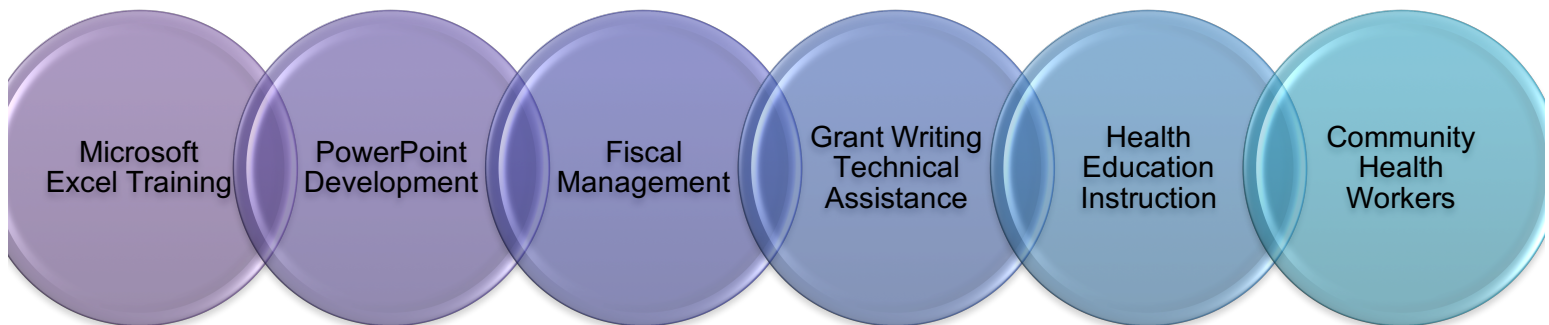 Microsoft
Excel Training
PowerPoint
Development
Fiscal
Management
Grant Writing
Technical
Assistance
Health
Education
Instruction
Community
Health
Workers